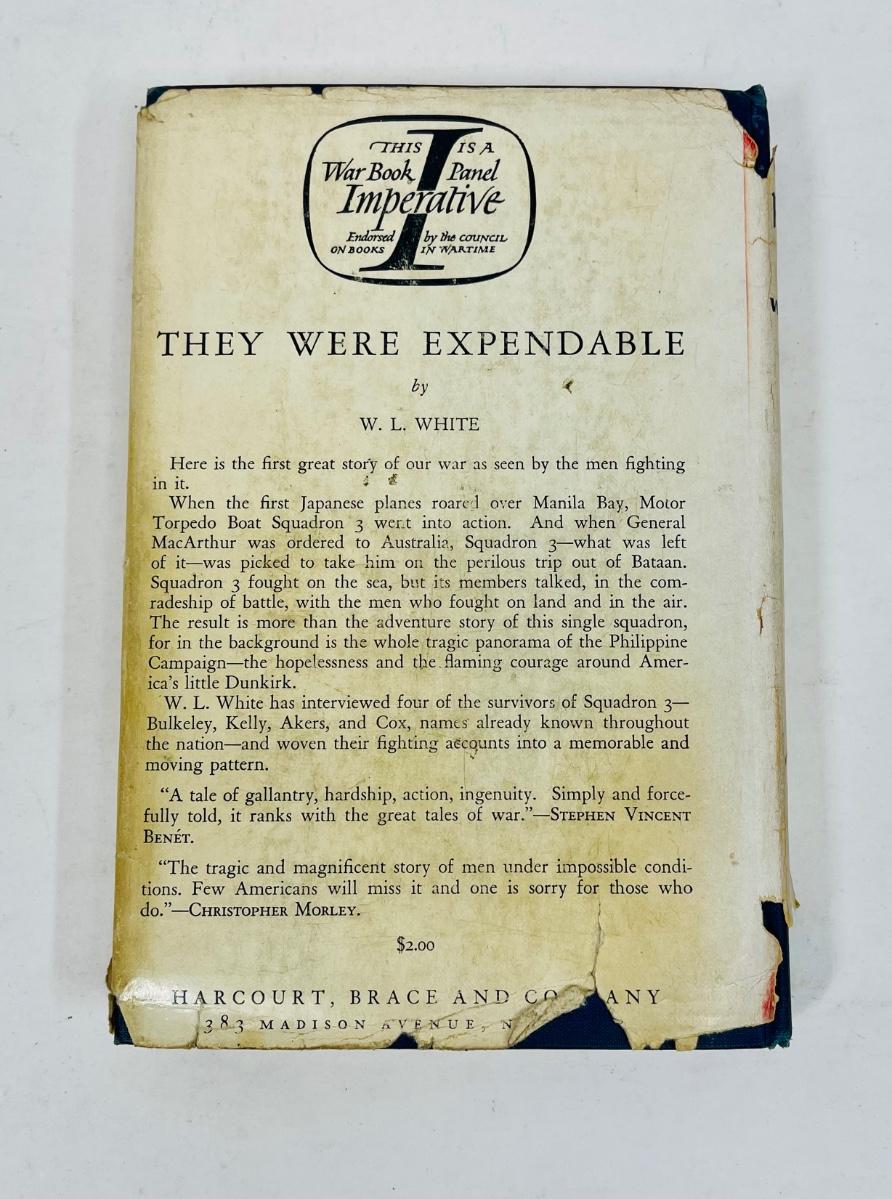 THIS IS A
War Book Panel
Imperative
Endorsed by the COUNCIL
ON BOOKS IN WARTIME
I
THEY WERE EXPENDABLE
by
W. L. WHITE
Here is the first great story of our war as seen by the men fighting
in it.
When the first Japanese planes roared over Manila Bay, Motor
Torpedo Boat Squadron 3 went into action. And when General
MacArthur was ordered to Australia, Squadron 3—what was left
of it—was picked to take him on the perilous trip out of Bataan.
Squadron 3 fought on the sea, but its members talked, in the com-
radeship of battle, with the men who fought on land and in the air.
The result is more than the adventure story of this single squadron,
for in the background is the whole tragic panorama of the Philippine
Campaign—the hopelessness and the flaming courage around Amer-
ica's little Dunkirk.
W. L. White has interviewed four of the survivors of Squadron 3—
Bulkeley, Kelly, Akers, and Cox, names already known throughout
the nation—and woven their fighting accounts into a memorable and
moving pattern.
"A tale of gallantry, hardship, action, ingenuity. Simply and force-
fully told, it ranks with the great tales of war."—STEPHEN VINCENT
BENÉT.
"The tragic and magnificent story of men under impossible condi-
tions. Few Americans will miss it and one is sorry for those who
do."—CHRISTOPHER MORLEY.
$2.00
HARCOURT, BRACE AND CO ANY
383 MADISON AVENUE, N